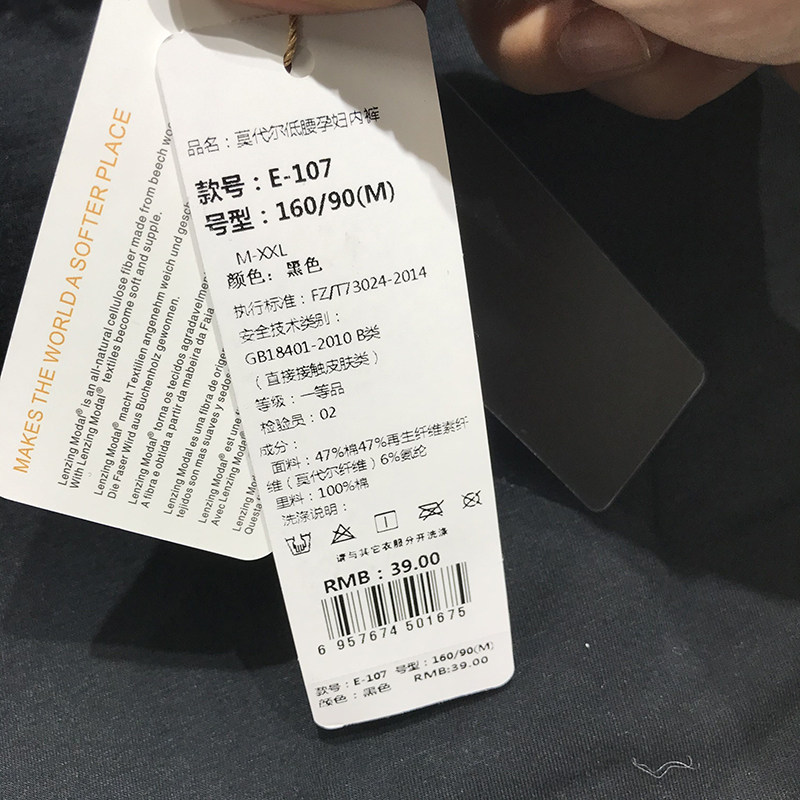 MAKES THE WORLD A SOFTER PLACE
Lenzing Modal® is an all-natural cellulose fiber made from beech
With Lenzing Modal® textiles become soft and supple.
Lenzing Modal® macht Textilien angenehm weich und
Die Faser Wird aus Buchenholz gewonnen.
Lenzing Modal® torna os tecidos
A fibra e obtida a partir da mabeira da Faia
Lenzing Modal es una fibra de
tejidos son mas suaves y sedos
Lenzing Modal® est une
Avec Lenzing Modal®
Lenzing Modal®
Questa
品名：莫代尔低腰孕妇内裤
款号：E-107
号型：160/90(M)
M-XXL
颜色：黑色
执行标准：FZ/T73024-2014
安全技术类别：
GB18401-2010 B类
（直接接触皮肤类）
等级：一等品
检验员：02
成分：
面料：47%棉47%再生纤维素纤
维（莫代尔纤维）6%氨纶
里料：100%棉
洗涤说明：
请与其它衣服分开洗涤
RMB：39.00
6 957674 501675
款号：E-107 号型：160/90(M)
颜色：黑色 RMB:39.00